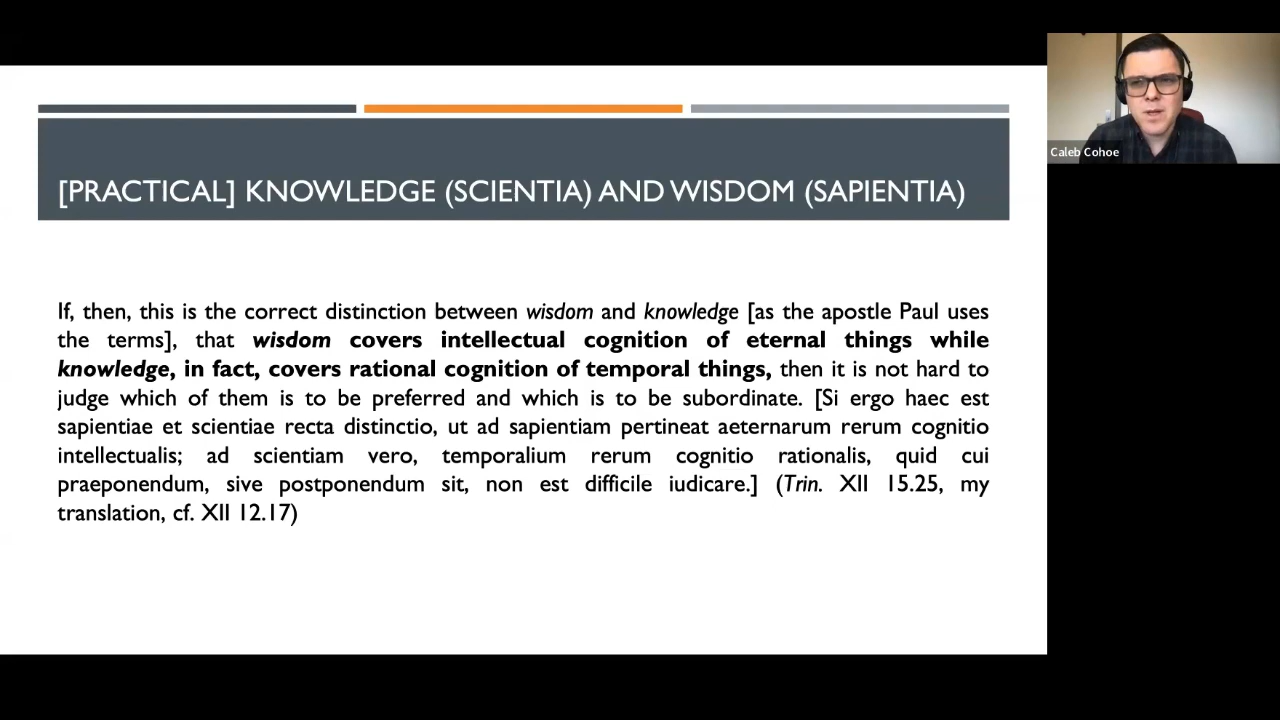 [PRACTICAL] KNOWLEDGE (SCIENTIA) AND WISDOM (SAPIENTIA)
If, then, this is the correct distinction between wisdom and knowledge [as the apostle Paul uses
the terms], that wisdom covers intellectual cognition of eternal things while
knowledge, in fact, covers rational cognition of temporal things, then it is not hard to
judge which of them is to be preferred and which is to be subordinate. [Si ergo haec est
sapientiae et scientiae recta distinctio, ut ad sapientiam pertineat aeternarum rerum cognitio
intellectualis; ad scientiam vero, temporalium rerum cognitio rationalis, quid cui
praeponendum, sive postponendum sit, non est difficile iudicare.] (Trin. XII 15.25, my
translation, cf. XII 12.17)
Caleb Cohoe